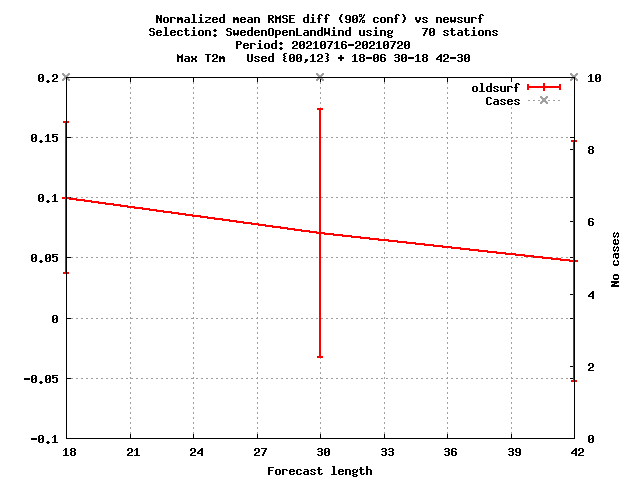 Normalized mean RMSE diff (90% conf) vs newsurf
Selection: SwedenOpenLandWind using    70 stations
Period: 20210716-20210720
Max T2m   Used {00,12} + 18-06 30-18 42-30
oldsurf
Cases
0.2
0.15
0.1
0.05
0
-0.05
-0.1
10
8
6
4
2
0
No cases
18 21 24 27 30 33 36 39 42
Forecast length